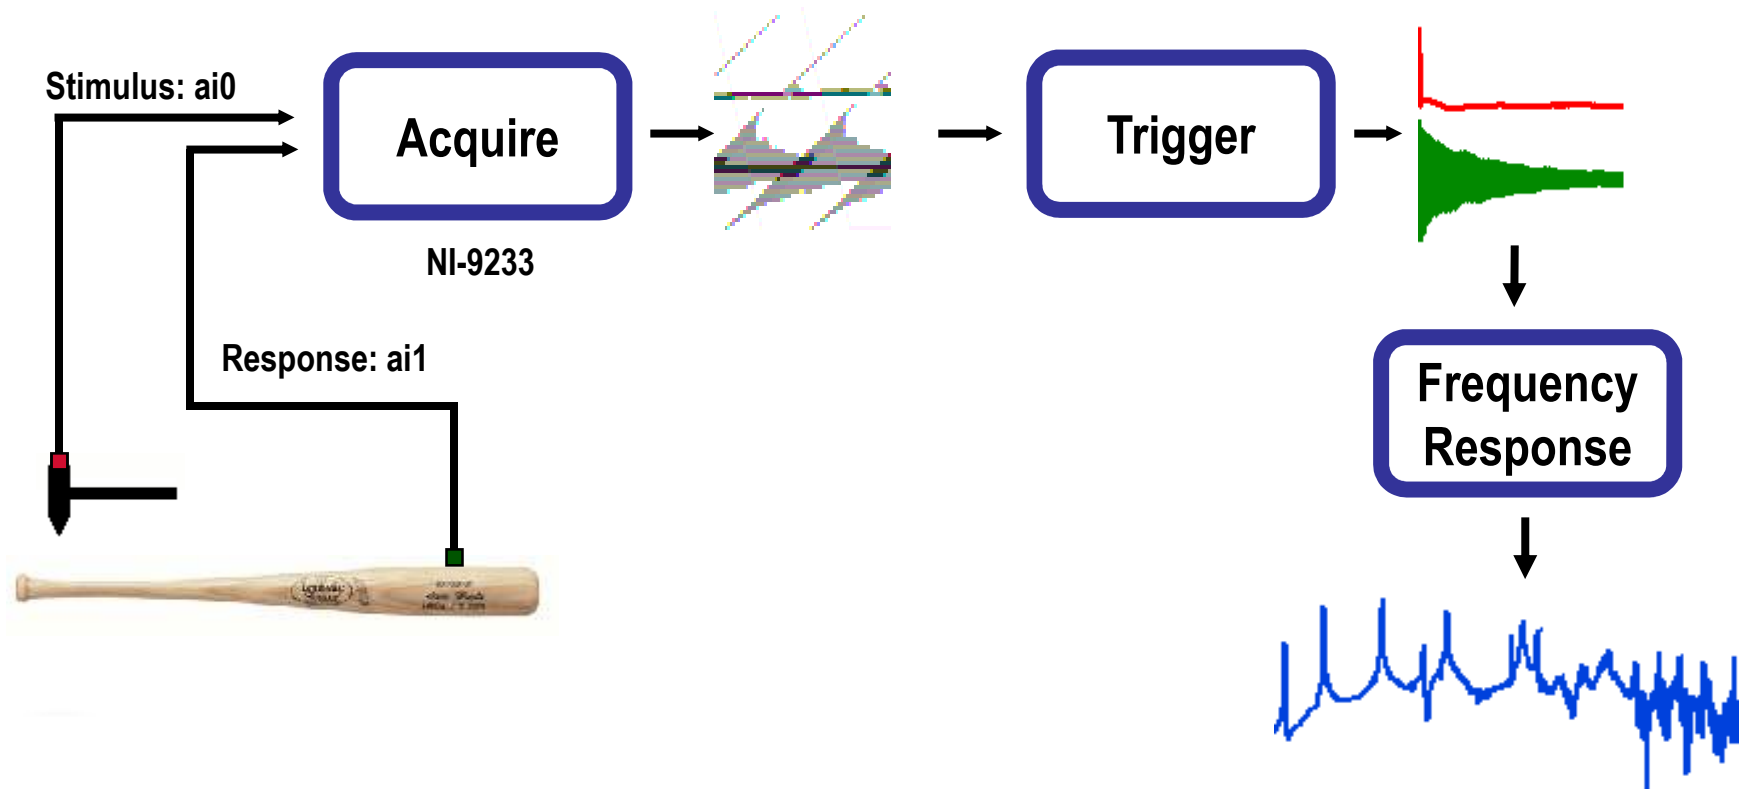 Stimulus: ai0
Acquire
Trigger
NI-9233
Response: ai1
Frequency
Response